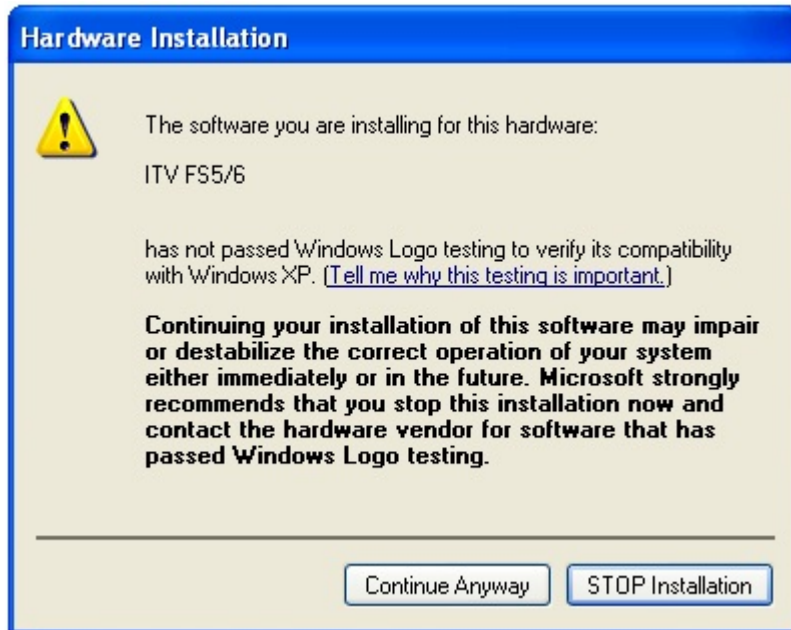 Hardware Installation
The software you are installing for this hardware:
ITV FS5/6
has not passed Windows Logo testing to verify its compatibility
with Windows XP. (Tell me why this testing is important.)
Continuing your installation of this software may impair
or destabilize the correct operation of your system
either immediately or in the future. Microsoft strongly
recommends that you stop this installation now and
contact the hardware vendor for software that has
passed Windows Logo testing.
Continue Anyway
STOP Installation